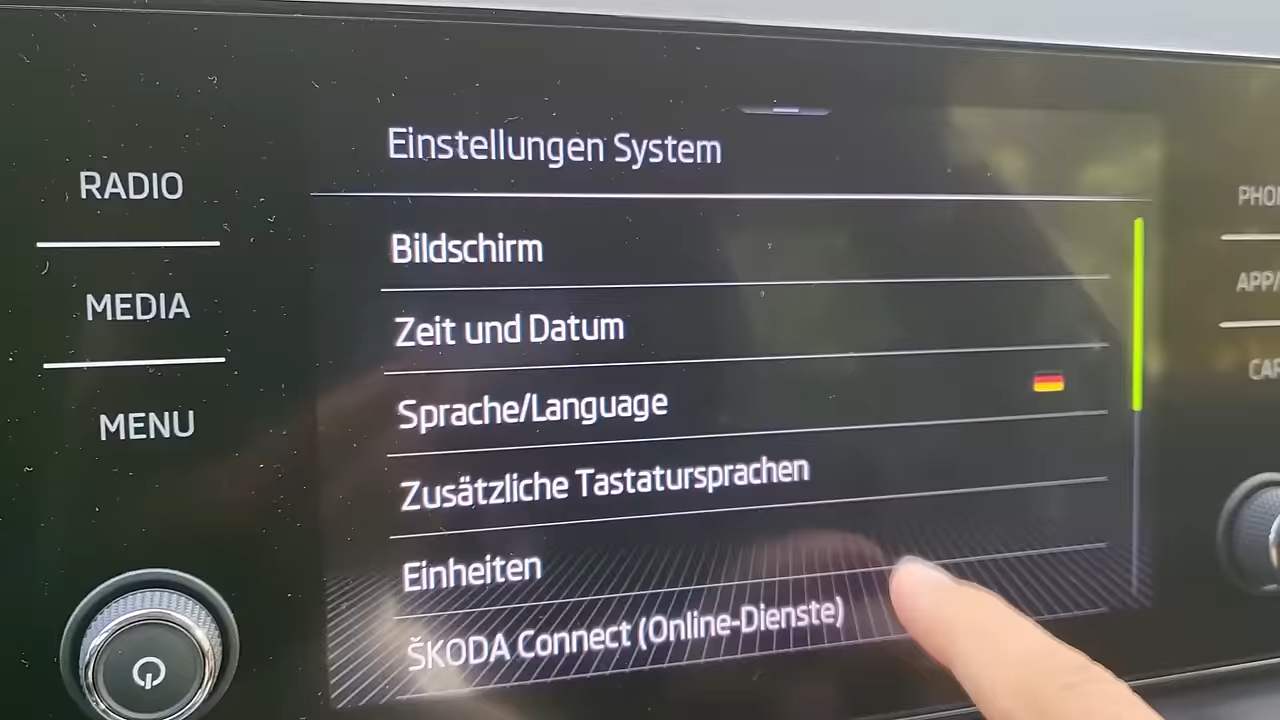 Einstellungen System
RADIO
MEDIA
MENU
Bildschirm
Zeit und Datum
Sprache/Language
Zusätzliche Tastatursprachen
Einheiten
ŠKODA Connect (Online-Dienste)